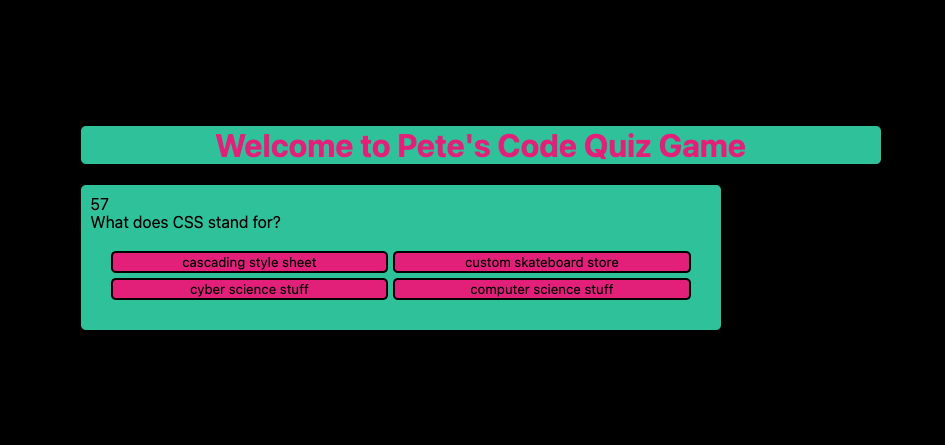 Welcome to Pete's Code Quiz Game
57
What does CSS stand for?
cascading style sheet
custom skateboard store
cyber science stuff
computer science stuff